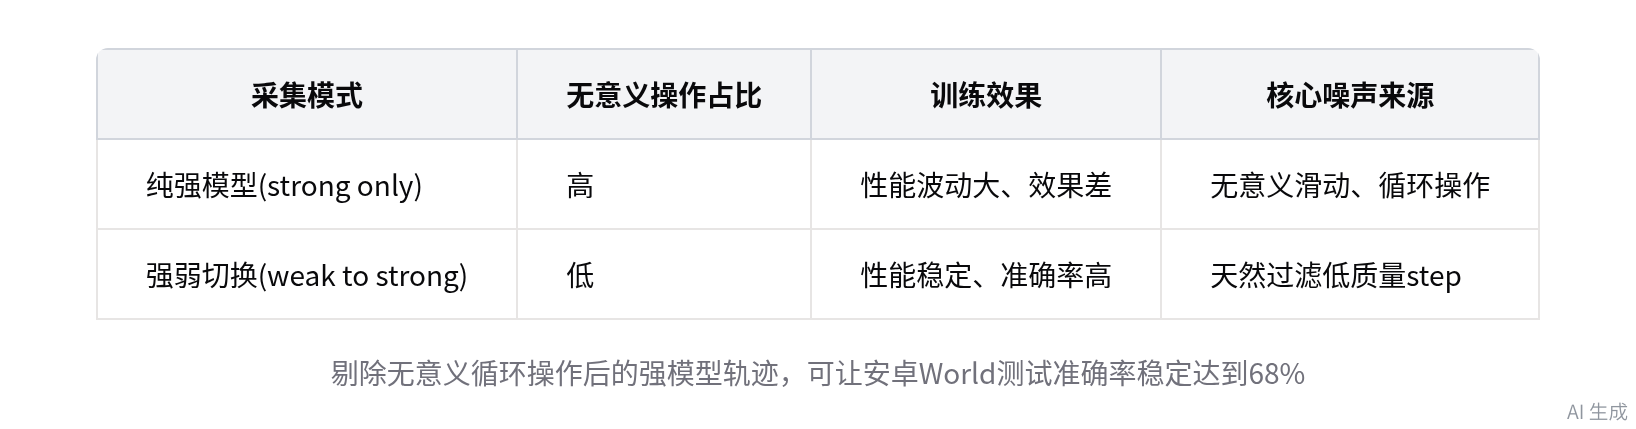 采集模式 无意义操作占比 训练效果 核心噪声来源
纯强模型(strong only) 高 性能波动大、效果差 无意义滑动、循环操作
强弱切换(weak to strong) 低 性能稳定、准确率高 天然过滤低质量step
剔除无意义循环操作后的强模型轨迹，可让安卓World测试准确率稳定达到68%
AI 生成